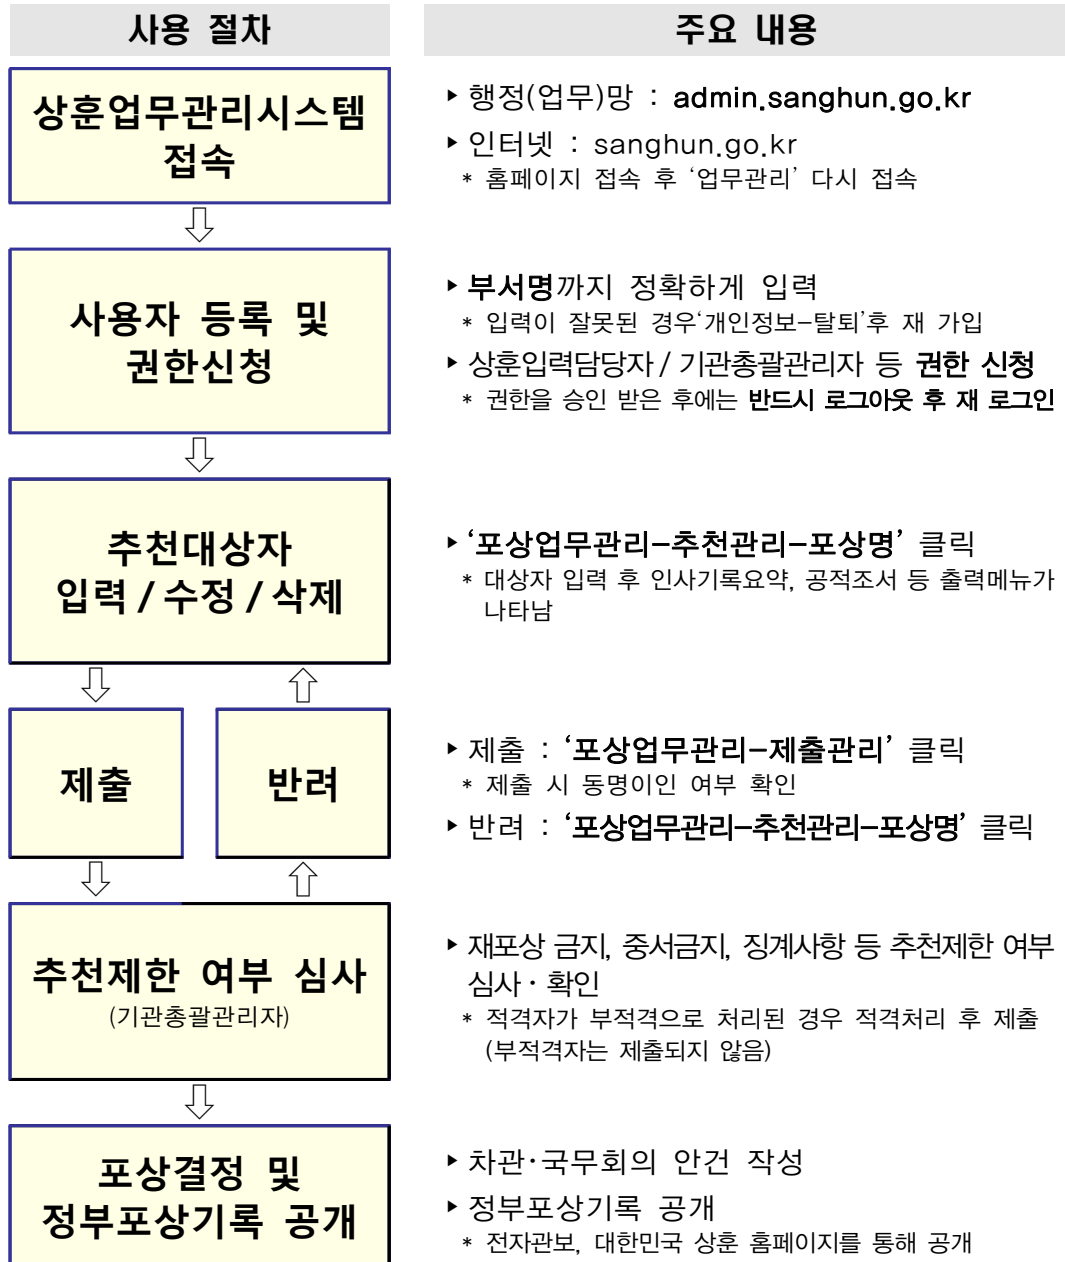 사용 절차
주요 내용
상훈업무관리시스템
접속
▸ 행정(업무)망 : admin.sanghun.go.kr
▸ 인터넷 : sanghun.go.kr
* 홈페이지 접속 후 ‘업무관리’ 다시 접속
사용자 등록 및
권한신청
▸ 부서명까지 정확하게 입력
* 입력이 잘못된 경우‘개인정보-탈퇴’후 재 가입
▸ 상훈입력담당자 / 기관총괄관리자 등 권한 신청
* 권한을 승인 받은 후에는 반드시 로그아웃 후 재 로그인
추천대상자
입력 / 수정 / 삭제
▸ ‘포상업무관리-추천관리-포상명’ 클릭
* 대상자 입력 후 인사기록요약, 공적조서 등 출력메뉴가
나타남
제출
반려
▸ 제출 : ‘포상업무관리-제출관리’ 클릭
* 제출 시 동명이인 여부 확인
▸ 반려 : ‘포상업무관리-추천관리-포상명’ 클릭
추천제한 여부 심사
(기관총괄관리자)
▸ 재포상 금지, 중서금지, 징계사항 등 추천제한 여부
심사 · 확인
* 적격자가 부적격으로 처리된 경우 적격처리 후 제출
(부적격자는 제출되지 않음)
포상결정 및
정부포상기록 공개
▸ 차관·국무회의 안건 작성
▸ 정부포상기록 공개
* 전자관보, 대한민국 상훈 홈페이지를 통해 공개